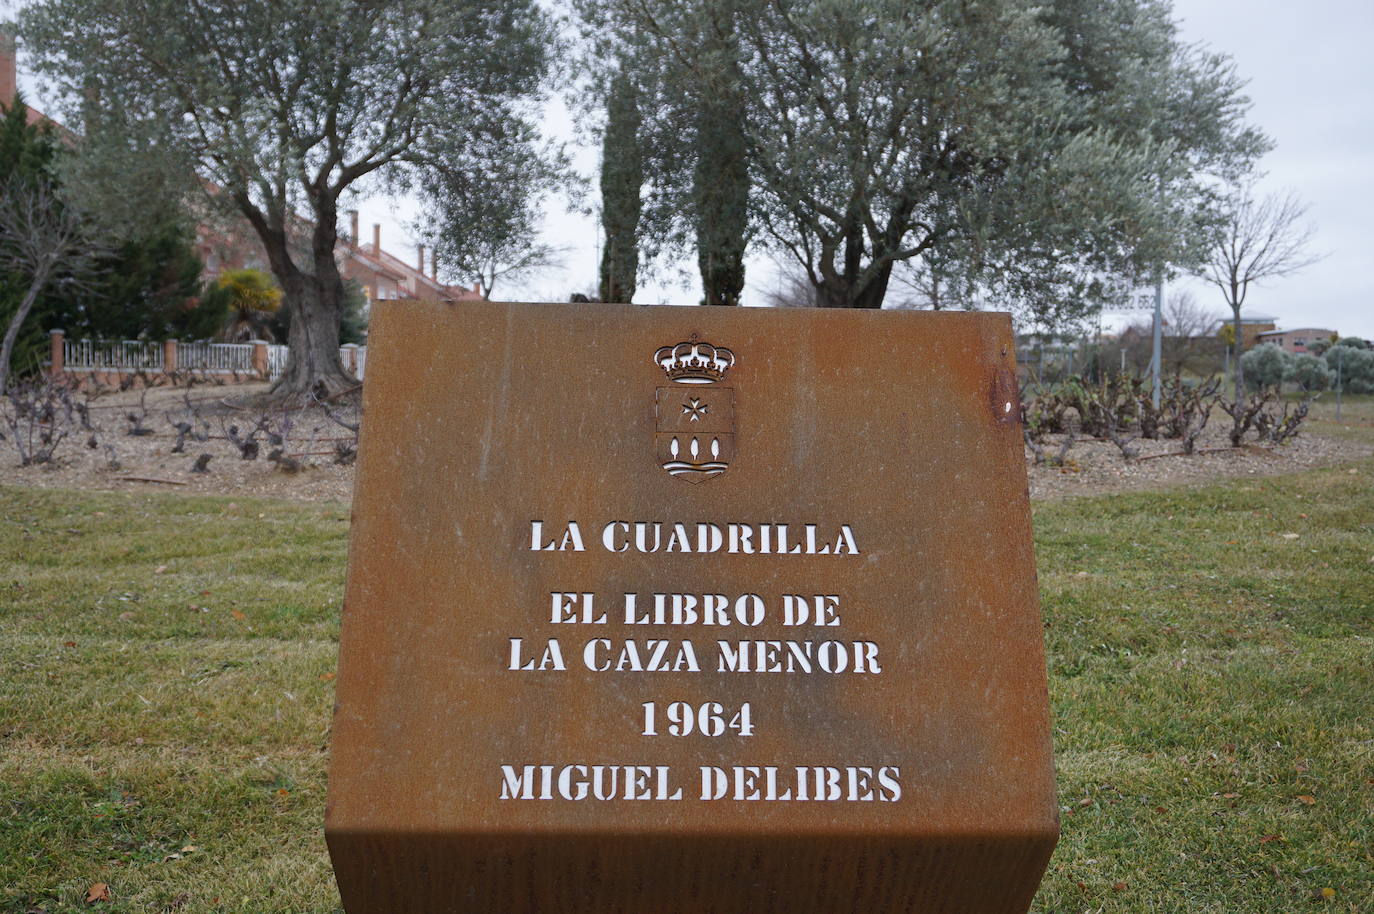 LA CUADRILLA
EL LIBRO DE
LA CAZA MENOR
1964
MIGUEL DELIBES